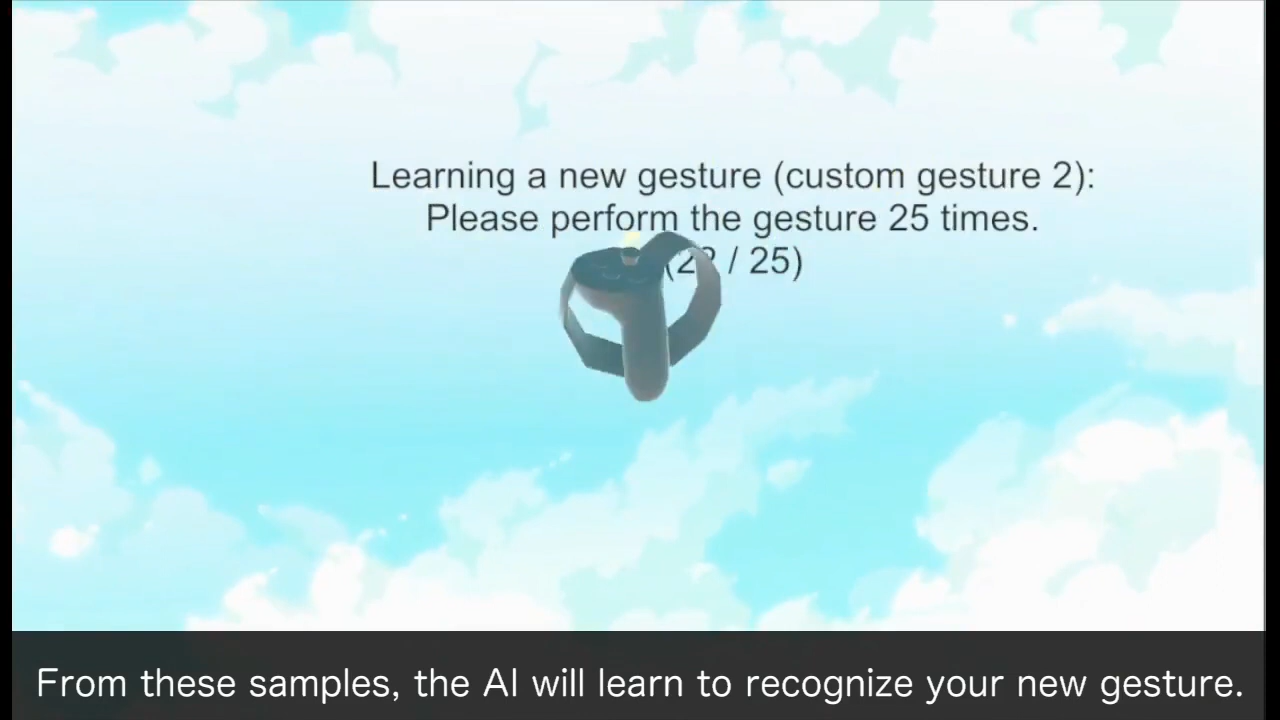 Learning a new gesture (custom gesture 2):
Please perform the gesture 25 times.
/ 25)
From these samples, the AI will learn to recognize your new gesture.